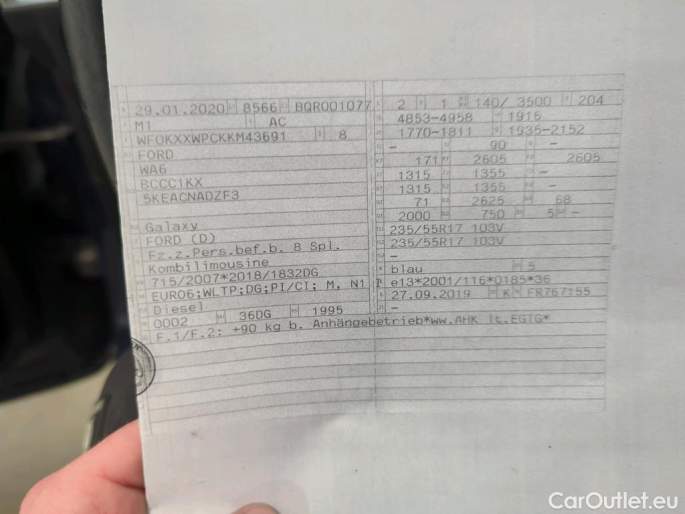 29.01.2020 8566 BQR001077
M1 AC
WF0KXXWPCKKM43691 8
FORD
WA6
BCCC1KX
5KEACNADZF3
Galaxy
FORD (D)
Fz.z.Pers.bef.b. 8 Spl.
Kombilimousine
715/2007*2018/1832DG
EURO6;WLTP;DG;PI/CI; M, N1
Diesel
0002 36DG 1995
F.1/F.2: +90 kg b. Anhängebetrieb*ww.AHK lt.EGTG*
2 1 140/ 3500 204
4853-4958 1916
1770-1811 1935-2152
- 90 -
171 2605 2605
1315 1355 -
1315 1355 -
71 2625 68
2000 750 5 -
235/55R17 103V
235/55R17 103V
-
blau 5
e13*2001/116*0185*36
27.09.2019 K FR767155
-
CarOutlet.eu